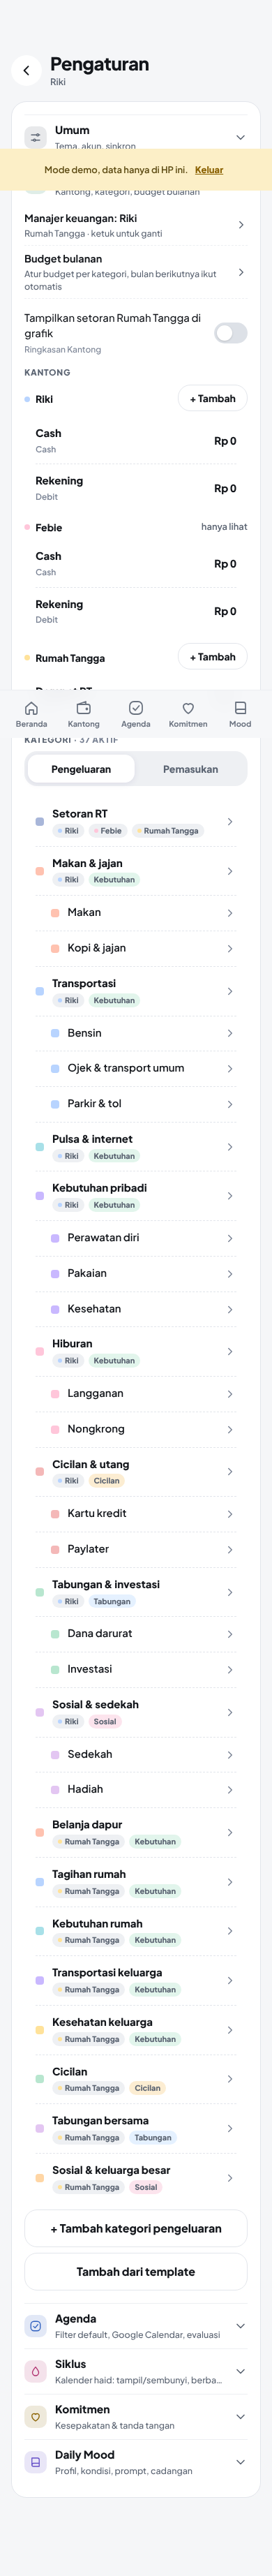 Pengaturan
Riki
Umum
Tema, akun, sinkron
Mode demo, data hanya di HP ini. Keluar
Kantong, kategori, budget bulanan
Manajer keuangan: Riki
Rumah Tangga · ketuk untuk ganti
Budget bulanan
Atur budget per kategori, bulan berikutnya ikut
otomatis
Tampilkan setoran Rumah Tangga di
grafik
Ringkasan Kantong
KANTONG
Riki
+ Tambah
Cash
Cash
Rp 0
Rekening
Debit
Rp 0
Febie
hanya lihat
Cash
Cash
Rp 0
Rekening
Debit
Rp 0
Rumah Tangga
+ Tambah
Beranda
Kantong
Agenda
Komitmen
Mood
KATEGORI · 37 AKTIF
Pengeluaran
Pemasukan
Setoran RT
Riki Febie Rumah Tangga
Makan & jajan
Riki Kebutuhan
Makan
Kopi & jajan
Transportasi
Riki Kebutuhan
Bensin
Ojek & transport umum
Parkir & tol
Pulsa & internet
Riki Kebutuhan
Kebutuhan pribadi
Riki Kebutuhan
Perawatan diri
Pakaian
Kesehatan
Hiburan
Riki Kebutuhan
Langganan
Nongkrong
Cicilan & utang
Riki Cicilan
Kartu kredit
Paylater
Tabungan & investasi
Riki Tabungan
Dana darurat
Investasi
Sosial & sedekah
Riki Sosial
Sedekah
Hadiah
Belanja dapur
Rumah Tangga Kebutuhan
Tagihan rumah
Rumah Tangga Kebutuhan
Kebutuhan rumah
Rumah Tangga Kebutuhan
Transportasi keluarga
Rumah Tangga Kebutuhan
Kesehatan keluarga
Rumah Tangga Kebutuhan
Cicilan
Rumah Tangga Cicilan
Tabungan bersama
Rumah Tangga Tabungan
Sosial & keluarga besar
Rumah Tangga Sosial
+ Tambah kategori pengeluaran
Tambah dari template
Agenda
Filter default, Google Calendar, evaluasi
Siklus
Kalender haid: tampil/sembunyi, berba...
Komitmen
Kesepakatan & tanda tangan
Daily Mood
Profil, kondisi, prompt, cadangan